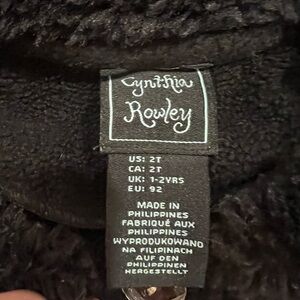 Cynthia
Rowley
US: 2T
CA: 2T
UK: 1-2YRS
EU: 92
MADE IN
PHILIPPINES
FABRIQUÉ AUX
PHILIPPINES
WYPRODUKOWANO
NA FILIPINACH
AUF DEN
PHILIPPINEN
HERGESTELLT